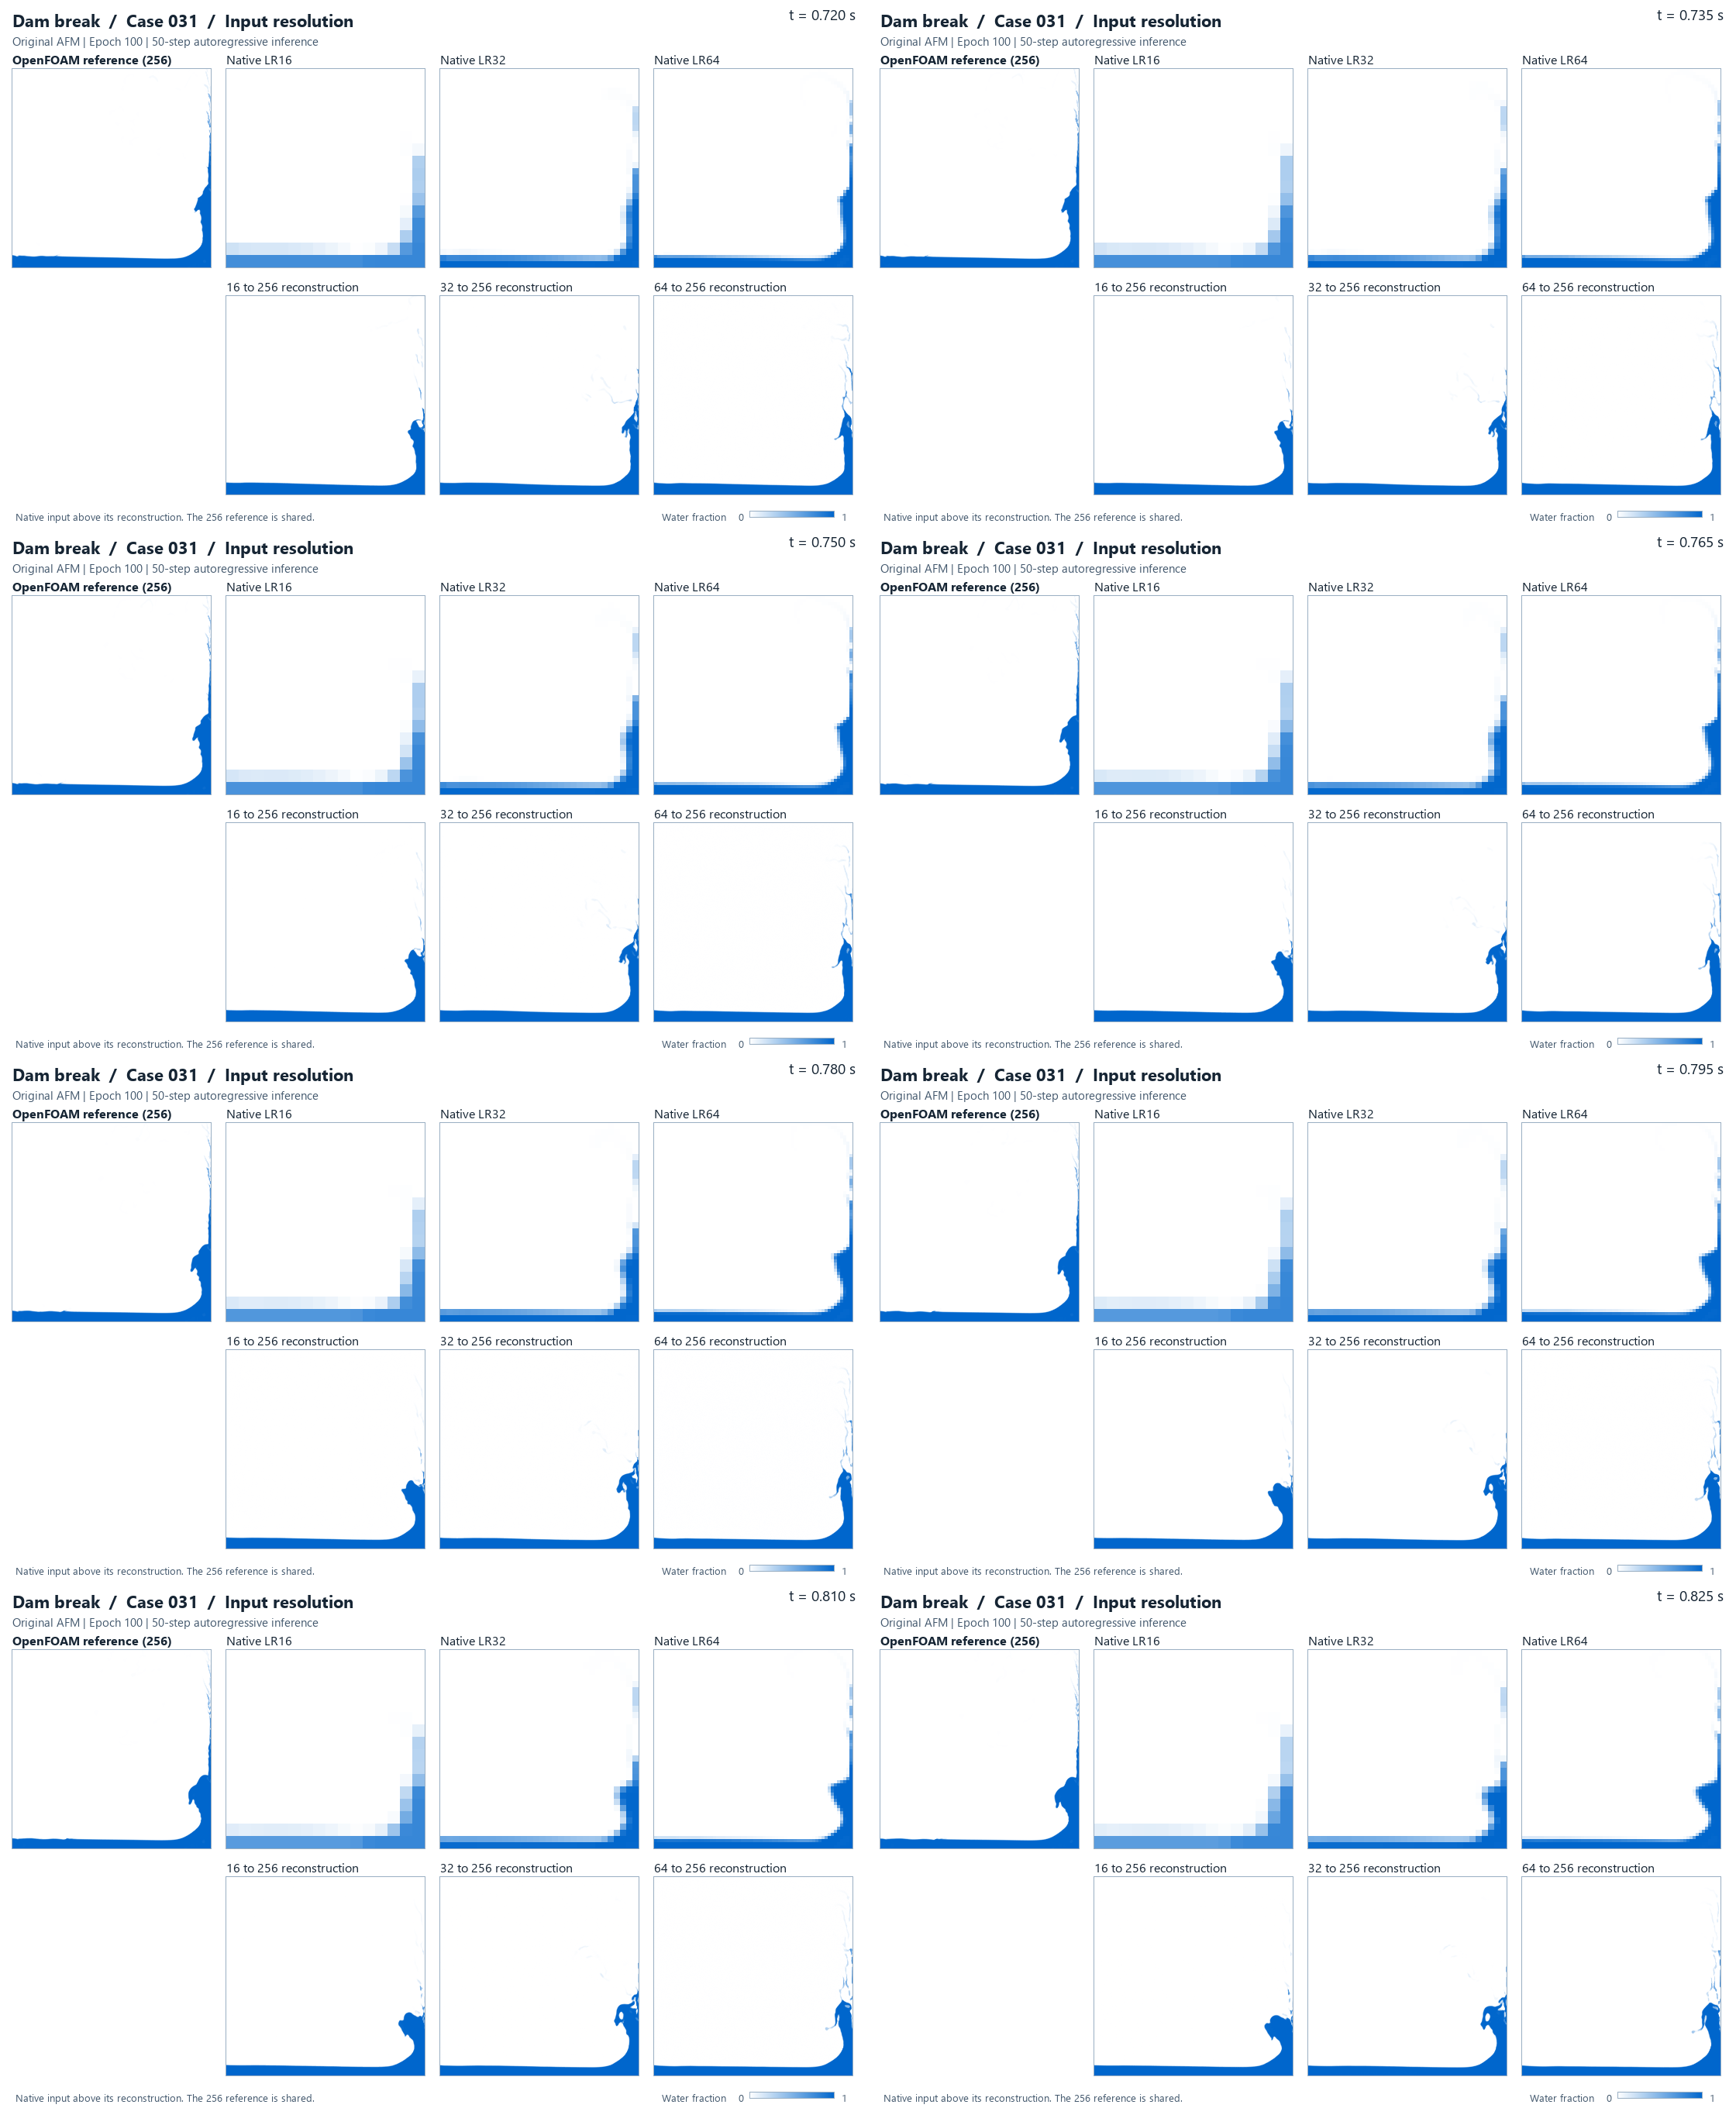 Dam break / Case 031 / Input resolution
t = 0.720 s
Original AFM | Epoch 100 | 50-step autoregressive inference
OpenFOAM reference (256) Native LR16 Native LR32 Native LR64
16 to 256 reconstruction 32 to 256 reconstruction 64 to 256 reconstruction
Native input above its reconstruction. The 256 reference is shared.
Water fraction 0 1
Dam break / Case 031 / Input resolution
t = 0.735 s
Original AFM | Epoch 100 | 50-step autoregressive inference
OpenFOAM reference (256) Native LR16 Native LR32 Native LR64
16 to 256 reconstruction 32 to 256 reconstruction 64 to 256 reconstruction
Native input above its reconstruction. The 256 reference is shared.
Water fraction 0 1
Dam break / Case 031 / Input resolution
t = 0.750 s
Original AFM | Epoch 100 | 50-step autoregressive inference
OpenFOAM reference (256) Native LR16 Native LR32 Native LR64
16 to 256 reconstruction 32 to 256 reconstruction 64 to 256 reconstruction
Native input above its reconstruction. The 256 reference is shared.
Water fraction 0 1
Dam break / Case 031 / Input resolution
t = 0.765 s
Original AFM | Epoch 100 | 50-step autoregressive inference
OpenFOAM reference (256) Native LR16 Native LR32 Native LR64
16 to 256 reconstruction 32 to 256 reconstruction 64 to 256 reconstruction
Native input above its reconstruction. The 256 reference is shared.
Water fraction 0 1
Dam break / Case 031 / Input resolution
t = 0.780 s
Original AFM | Epoch 100 | 50-step autoregressive inference
OpenFOAM reference (256) Native LR16 Native LR32 Native LR64
16 to 256 reconstruction 32 to 256 reconstruction 64 to 256 reconstruction
Native input above its reconstruction. The 256 reference is shared.
Water fraction 0 1
Dam break / Case 031 / Input resolution
t = 0.795 s
Original AFM | Epoch 100 | 50-step autoregressive inference
OpenFOAM reference (256) Native LR16 Native LR32 Native LR64
16 to 256 reconstruction 32 to 256 reconstruction 64 to 256 reconstruction
Native input above its reconstruction. The 256 reference is shared.
Water fraction 0 1
Dam break / Case 031 / Input resolution
t = 0.810 s
Original AFM | Epoch 100 | 50-step autoregressive inference
OpenFOAM reference (256) Native LR16 Native LR32 Native LR64
16 to 256 reconstruction 32 to 256 reconstruction 64 to 256 reconstruction
Native input above its reconstruction. The 256 reference is shared.
Water fraction 0 1
Dam break / Case 031 / Input resolution
t = 0.825 s
Original AFM | Epoch 100 | 50-step autoregressive inference
OpenFOAM reference (256) Native LR16 Native LR32 Native LR64
16 to 256 reconstruction 32 to 256 reconstruction 64 to 256 reconstruction
Native input above its reconstruction. The 256 reference is shared.
Water fraction 0 1